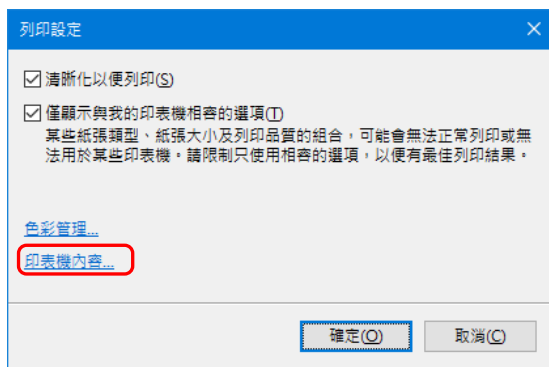 列印設定
清晰化以便列印(S)
僅顯示與我的印表機相容的選項(T)
某些紙張類型、紙張大小及列印品質的組合，可能會無法正常列印或無
法用於某些印表機。請限制只使用相容的選項，以便有最佳列印結果。
色彩管理...
印表機內容...
確定(O) 取消(C)